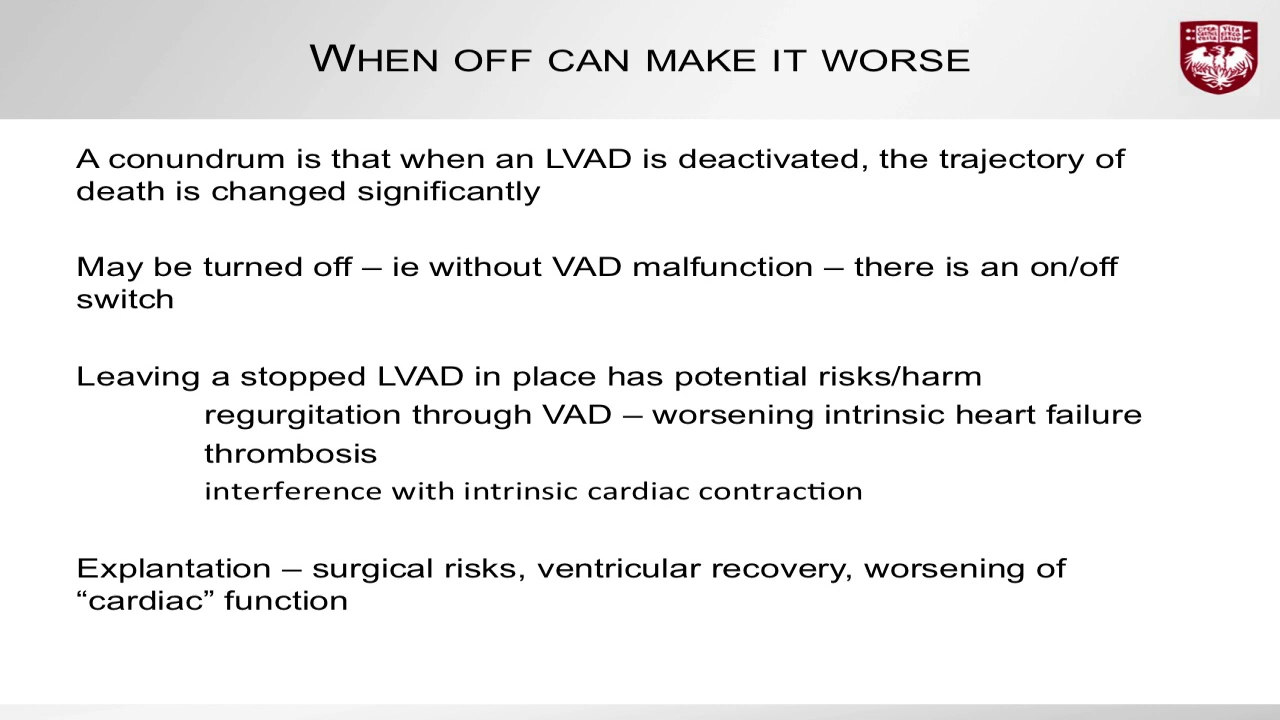 WHEN OFF CAN MAKE IT WORSE
A conundrum is that when an LVAD is deactivated, the trajectory of
death is changed significantly
May be turned off – ie without VAD malfunction – there is an on/off
switch
Leaving a stopped LVAD in place has potential risks/harm
regurgitation through VAD – worsening intrinsic heart failure
thrombosis
interference with intrinsic cardiac contraction
Explantation – surgical risks, ventricular recovery, worsening of
“cardiac” function